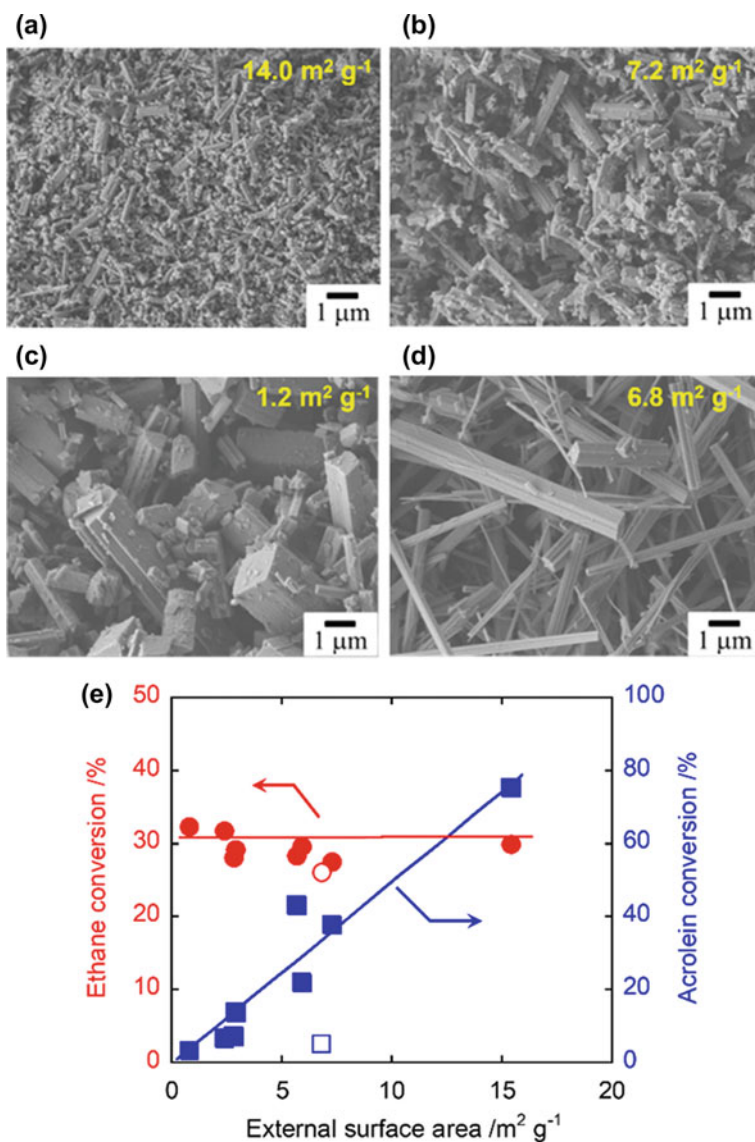 (a)
(b)
14.0 m² g⁻¹
7.2 m² g⁻¹
1 μm
1 μm
(c)
(d)
1.2 m² g⁻¹
6.8 m² g⁻¹
1 μm
1 μm
(e)
50
40
30
20
10
0
Ethane conversion /%
100
80
60
40
20
0
Acrolein conversion /%
0
5
10
15
20
External surface area /m² g⁻¹